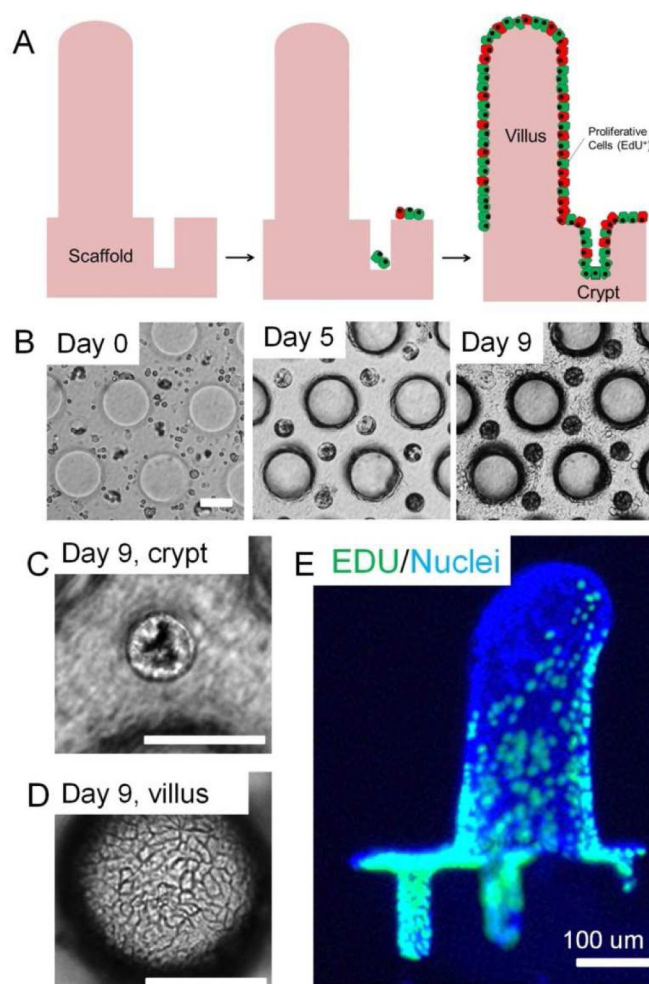 A
Scaffold
Villus
Proliferative
Cells (EdU⁺)
Crypt
B
Day 0
Day 5
Day 9
C
Day 9, crypt
D
Day 9, villus
E
EDU/Nuclei
100 um